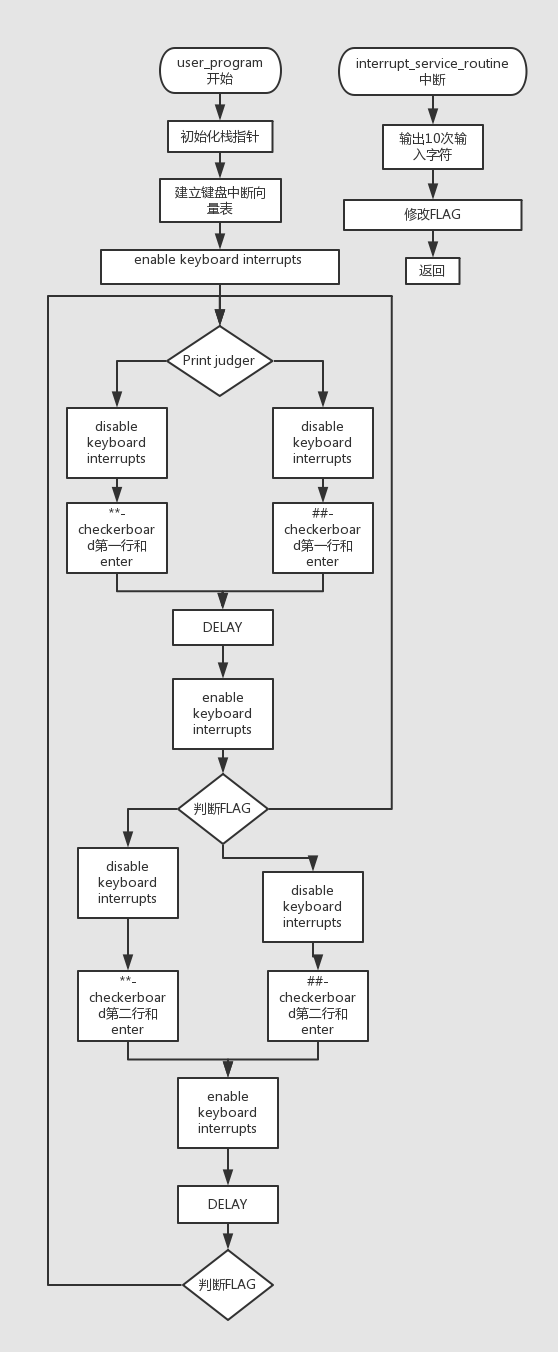 user_program
开始
初始化栈指针
建立键盘中断向
量表
enable keyboard interrupts
interrupt_service_routine
中断
输出10次输
入字符
修改FLAG
返回
Print judger
disable
keyboard
interrupts
disable
keyboard
interrupts
**-
checkerboar
d第一行和
enter
##-
checkerboar
d第一行和
enter
DELAY
enable
keyboard
interrupts
判断FLAG
disable
keyboard
interrupts
disable
keyboard
interrupts
**-
checkerboar
d第二行和
enter
##-
checkerboar
d第二行和
enter
enable
keyboard
interrupts
DELAY
判断FLAG